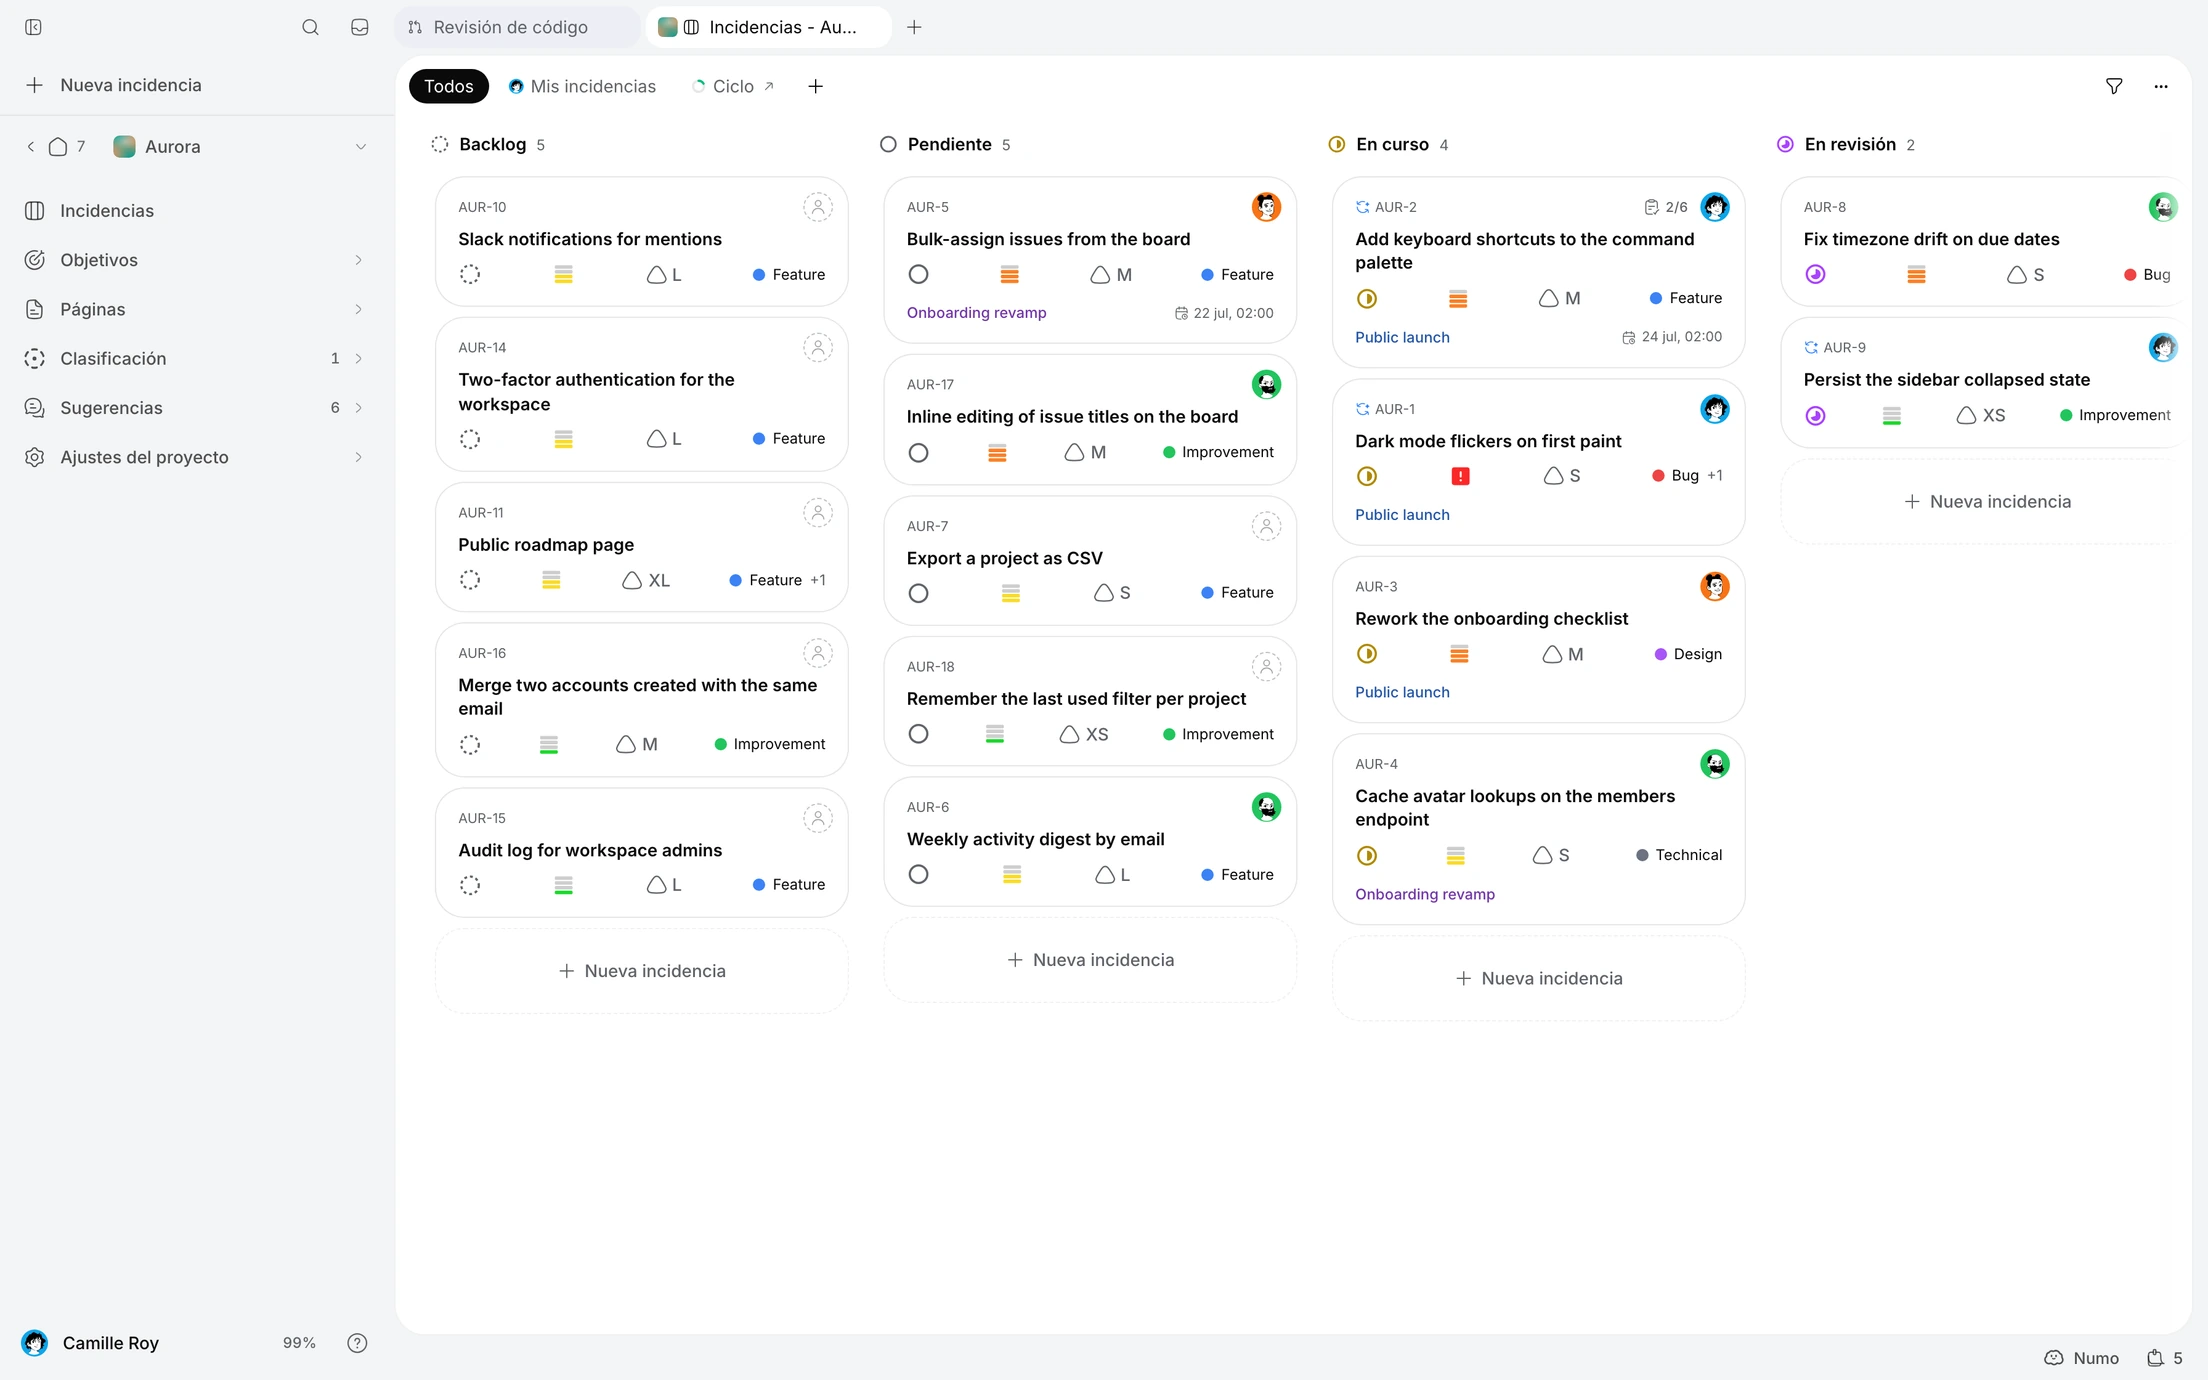 Revisión de código
Incidencias - Au...
Nueva incidencia
7
Aurora
Incidencias
Objetivos
Páginas
Clasificación 1
Sugerencias 6
Ajustes del proyecto
Camille Roy
99%
Todos
Mis incidencias
Ciclo
Backlog 5
AUR-10
Slack notifications for mentions
L Feature
AUR-14
Two-factor authentication for the
workspace
L Feature
AUR-11
Public roadmap page
XL Feature +1
AUR-16
Merge two accounts created with the same
email
M Improvement
AUR-15
Audit log for workspace admins
L Feature
Nueva incidencia
Pendiente 5
AUR-5
Bulk-assign issues from the board
M Feature
Onboarding revamp 22 jul, 02:00
AUR-17
Inline editing of issue titles on the board
M Improvement
AUR-7
Export a project as CSV
S Feature
AUR-18
Remember the last used filter per project
XS Improvement
AUR-6
Weekly activity digest by email
L Feature
Nueva incidencia
En curso 4
AUR-2 2/6
Add keyboard shortcuts to the command
palette
M Feature
Public launch 24 jul, 02:00
AUR-1
Dark mode flickers on first paint
S Bug +1
Public launch
AUR-3
Rework the onboarding checklist
M Design
Public launch
AUR-4
Cache avatar lookups on the members
endpoint
S Technical
Onboarding revamp
Nueva incidencia
En revisión 2
AUR-8
Fix timezone drift on due dates
S Bug
AUR-9
Persist the sidebar collapsed state
XS Improvement
Nueva incidencia
Numo
5